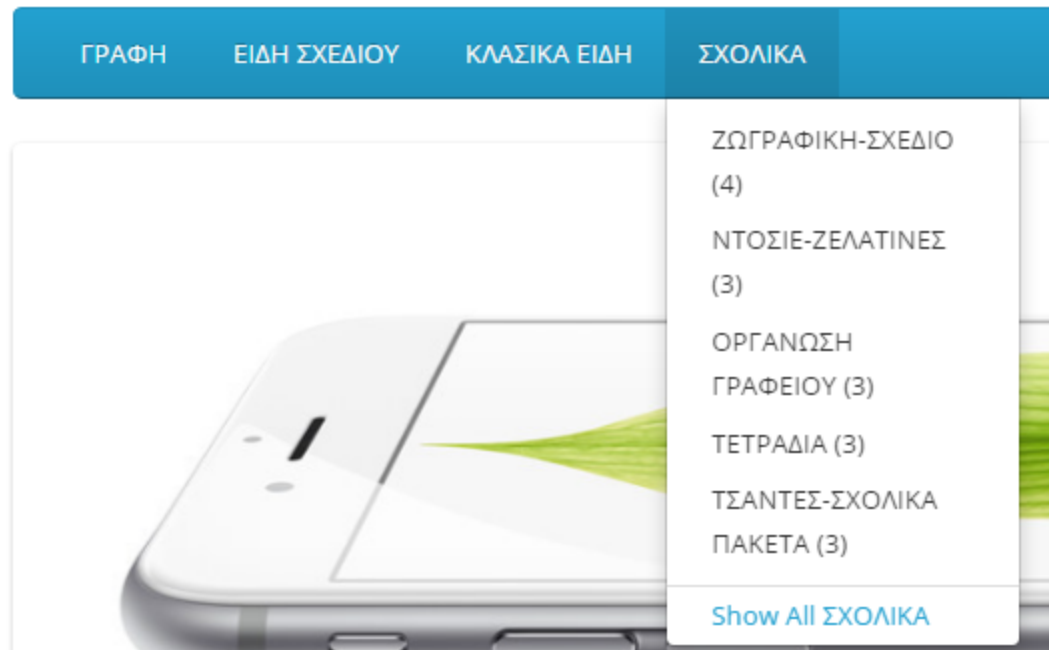 ΓΡΑΦΗ ΕΙΔΗ ΣΧΕΔΙΟΥ ΚΛΑΣΙΚΑ ΕΙΔΗ ΣΧΟΛΙΚΑ
ΖΩΓΡΑΦΙΚΗ-ΣΧΕΔΙΟ
(4)
ΝΤΟΣΙΕ-ΖΕΛΑΤΙΝΕΣ
(3)
ΟΡΓΑΝΩΣΗ
ΓΡΑΦΕΙΟΥ (3)
ΤΕΤΡΑΔΙΑ (3)
ΤΣΑΝΤΕΣ-ΣΧΟΛΙΚΑ
ΠΑΚΕΤΑ (3)
Show All ΣΧΟΛΙΚΑ